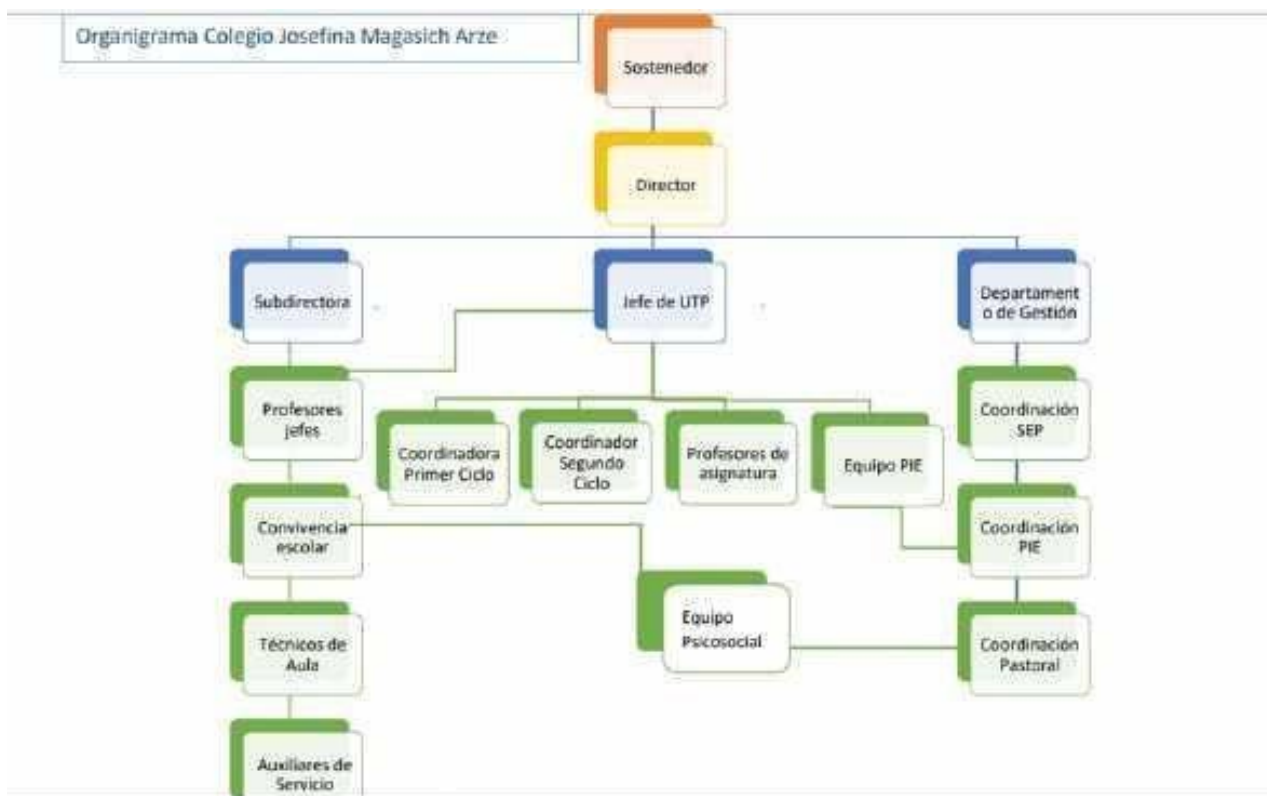 Organigrama Colegio Josefina Magasich Arze
Sostenedor
Director
Subdirectora
Jefe de UTP
Departament
o de Gestión
Profesores
jefes
Coordinadora
Primer Ciclo
Coordinador
Segundo
Ciclo
Profesores de
asignatura
Equipo PIE
Coordinación
SEP
Convivencia
escolar
Coordinación
PIE
Equipo
Psicosocial
Técnicos de
Aula
Coordinación
Pastoral
Auxiliares de
Servicio